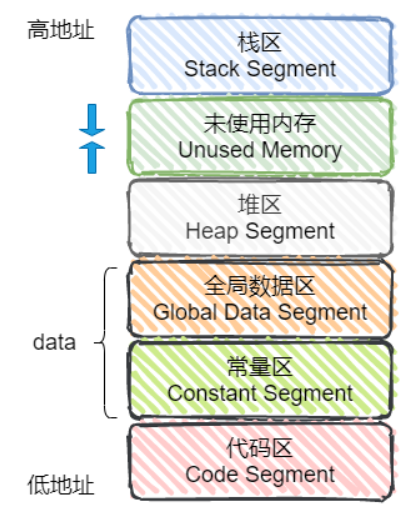 高地址
栈区
Stack Segment
未使用内存
Unused Memory
堆区
Heap Segment
全局数据区
Global Data Segment
data
常量区
Constant Segment
代码区
Code Segment
低地址